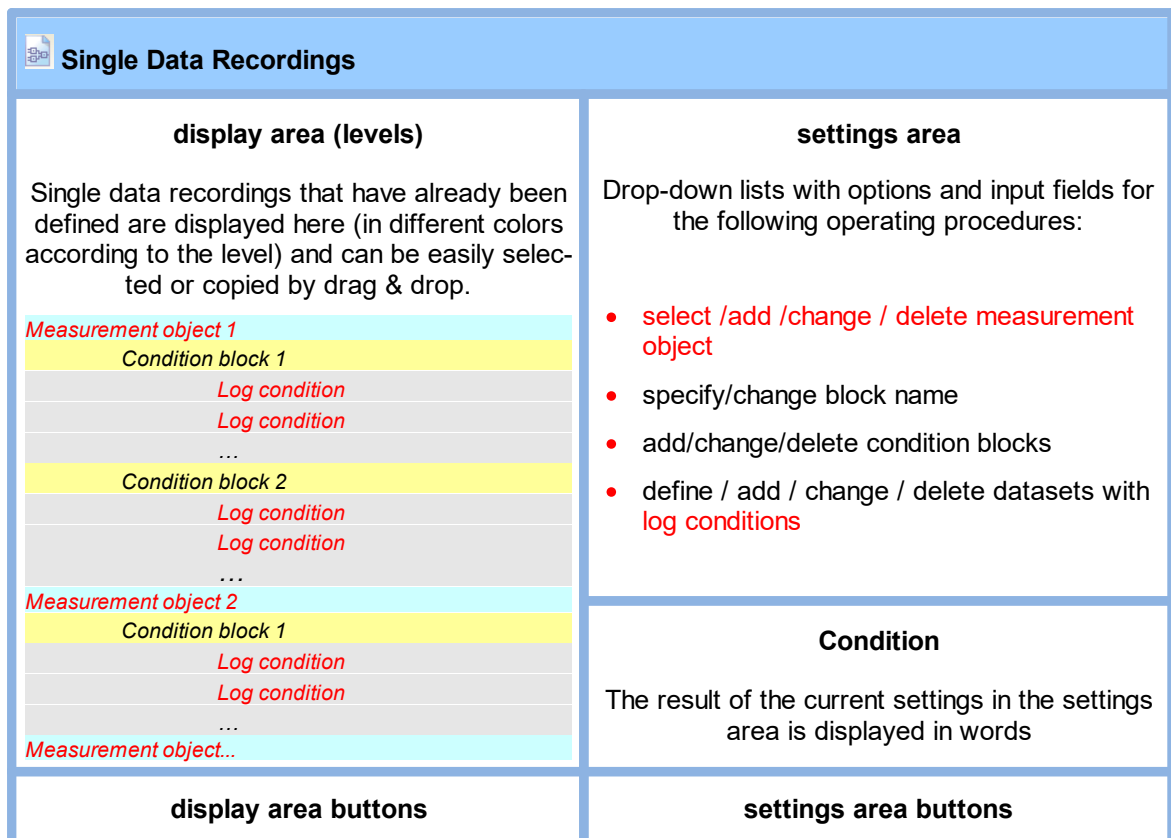 Single Data Recordings
display area (levels)
Single data recordings that have already been
defined are displayed here (in different colors
according to the level) and can be easily selec-
ted or copied by drag & drop.
Measurement object 1
Condition block 1
Log condition
Log condition
...
Condition block 2
Log condition
Log condition
...
Measurement object 2
Condition block 1
Log condition
Log condition
...
Measurement object...
settings area
Drop-down lists with options and input fields for
the following operating procedures:
• select /add /change / delete measurement
object
• specify/change block name
• add/change/delete condition blocks
• define / add / change / delete datasets with
log conditions
Condition
The result of the current settings in the settings
area is displayed in words
display area buttons
settings area buttons